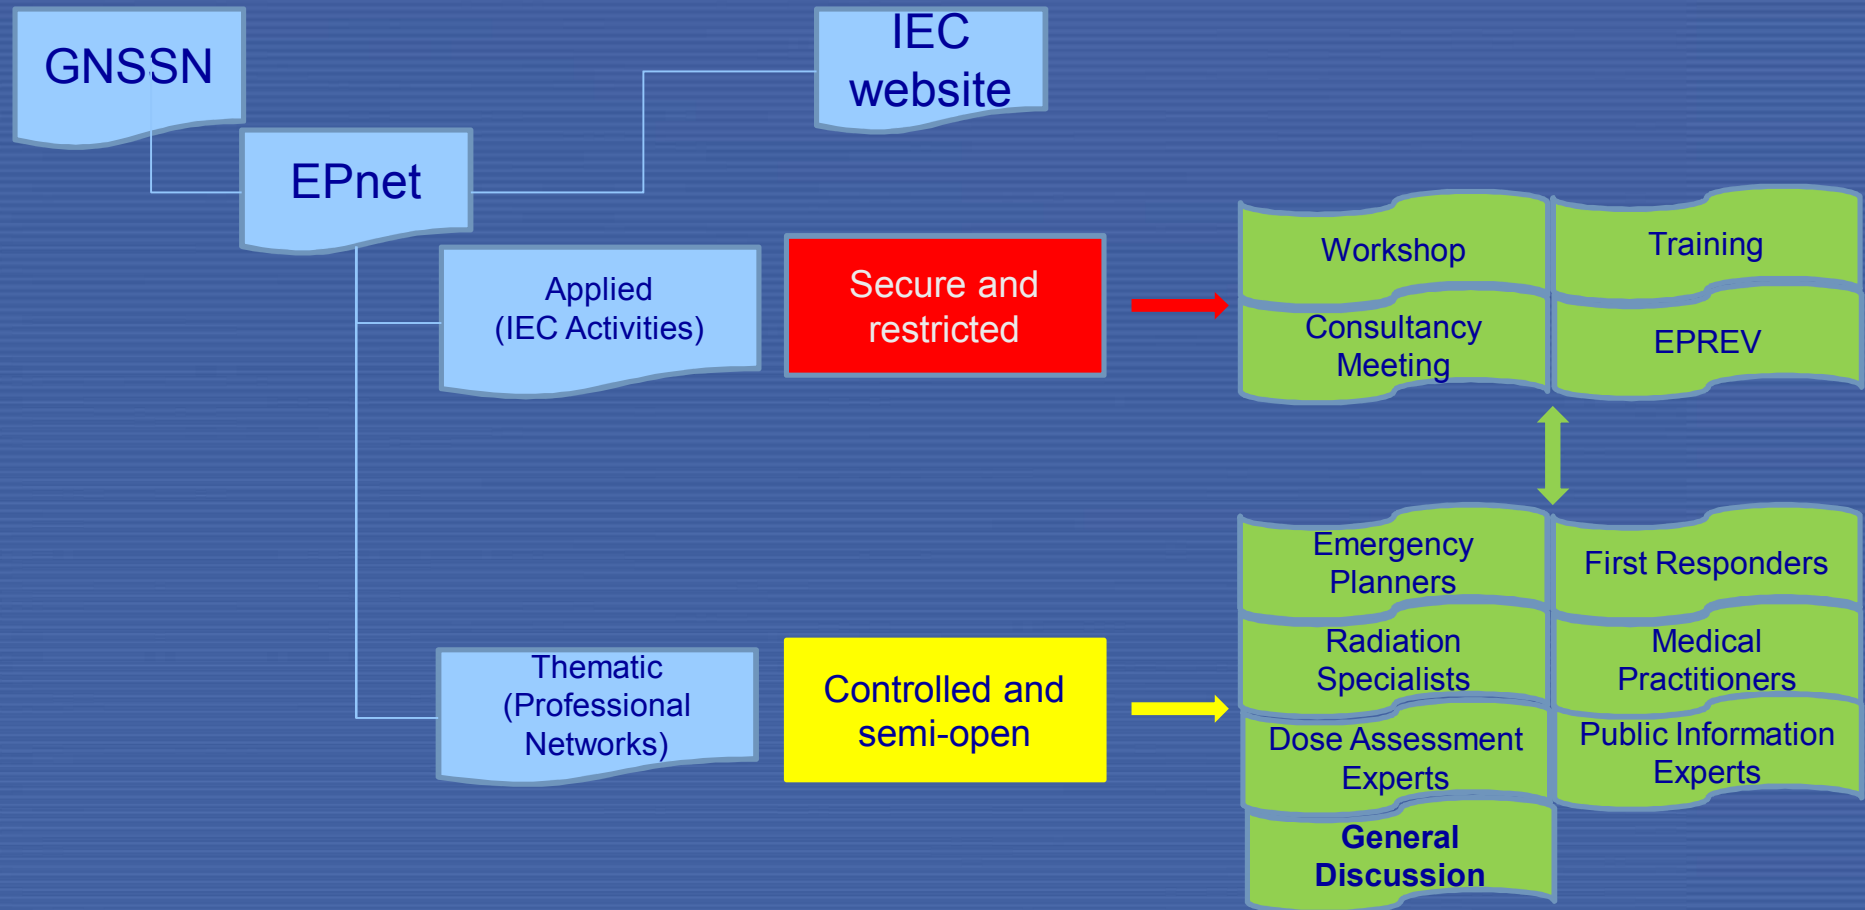 GNSSN
IEC
website
EPnet
Applied
(IEC Activities)
Secure and
restricted
Workshop
Training
Consultancy
Meeting
EPREV
Thematic
(Professional
Networks)
Controlled and
semi-open
Emergency
Planners
First Responders
Radiation
Specialists
Medical
Practitioners
Dose Assessment
Experts
Public Information
Experts
General
Discussion